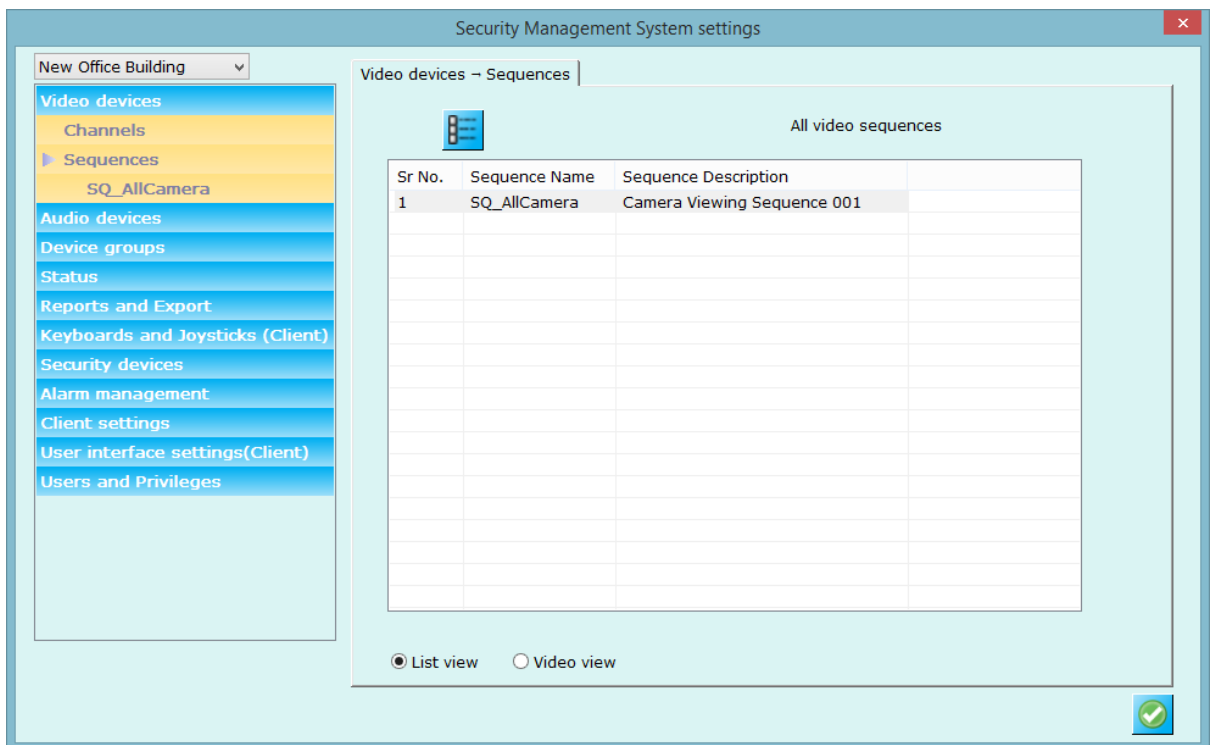 Security Management System settings
New Office Building
Video devices
Channels
Sequences
SQ_AllCamera
Audio devices
Device groups
Status
Reports and Export
Keyboards and Joysticks (Client)
Security devices
Alarm management
Client settings
User interface settings(Client)
Users and Privileges
Video devices → Sequences
All video sequences
Sr No. Sequence Name Sequence Description
1 SQ_AllCamera Camera Viewing Sequence 001
List view Video view